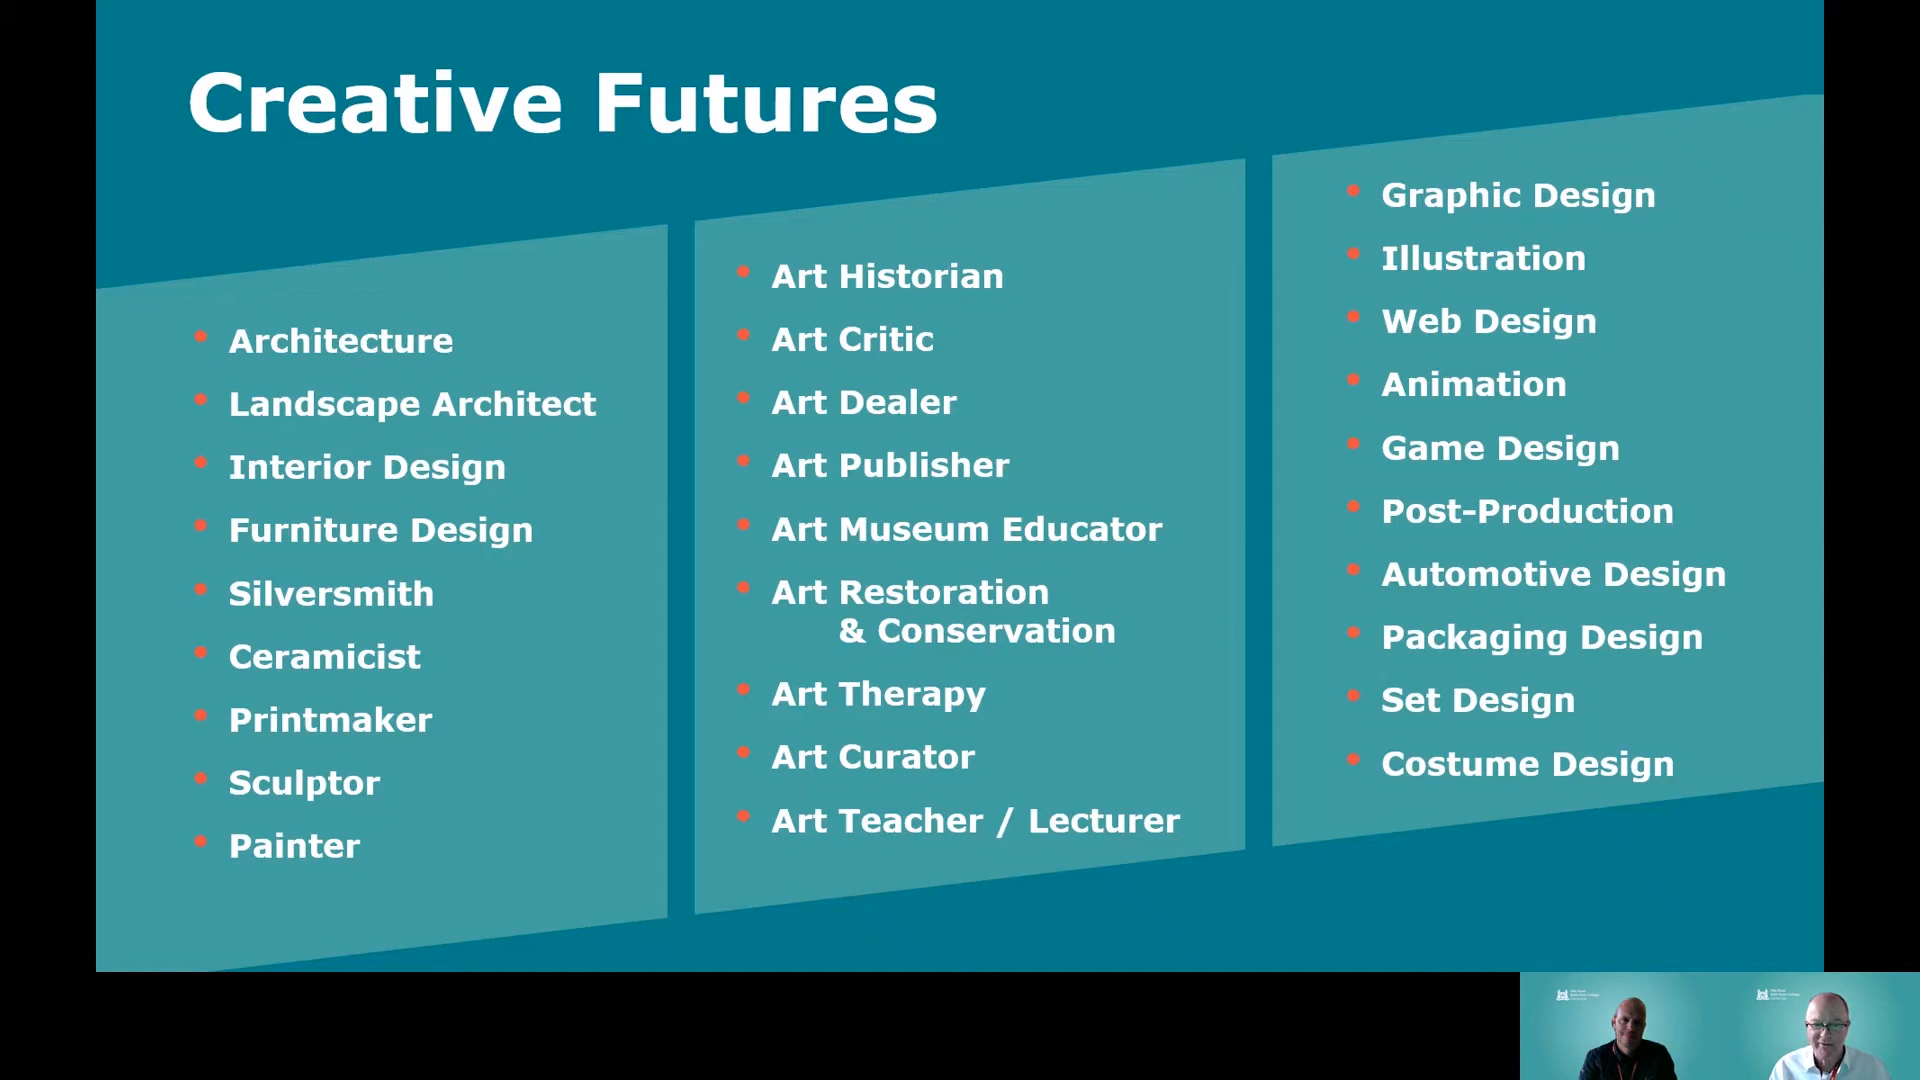 Creative Futures
Architecture
Landscape Architect
Interior Design
Furniture Design
Silversmith
Ceramicist
Printmaker
Sculptor
Painter
Art Historian
Art Critic
Art Dealer
Art Publisher
Art Museum Educator
Art Restoration
& Conservation
Art Therapy
Art Curator
Art Teacher / Lecturer
Graphic Design
Illustration
Web Design
Animation
Game Design
Post-Production
Automotive Design
Packaging Design
Set Design
Costume Design